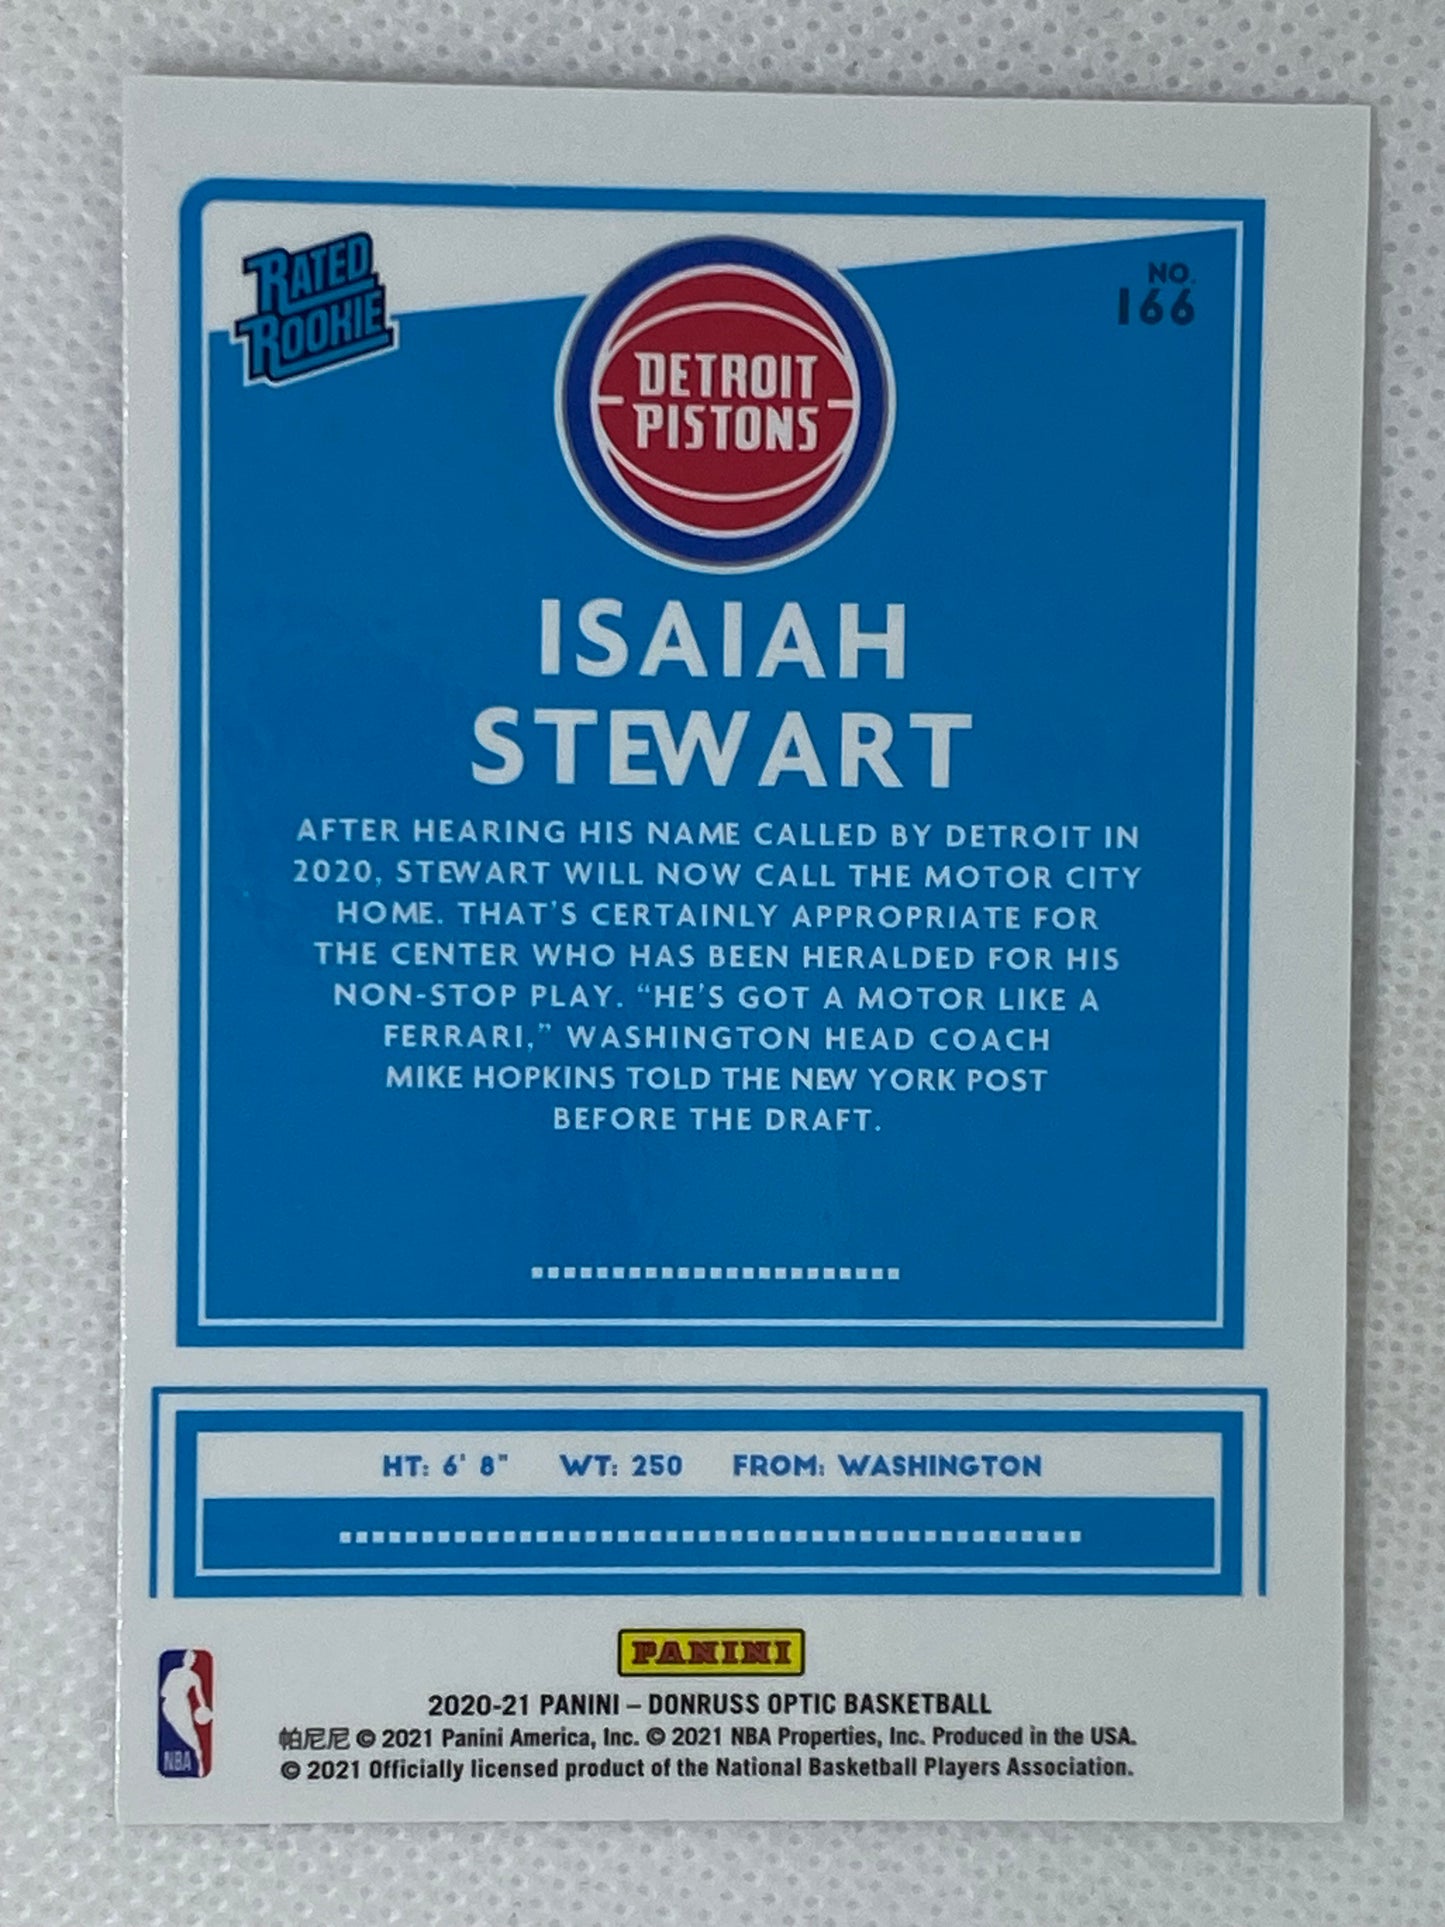 RATED
ROOKIE
DETROIT
PISTONS
NO.
166
ISAIAH
STEWART
AFTER HEARING HIS NAME CALLED BY DETROIT IN
2020, STEWART WILL NOW CALL THE MOTOR CITY
HOME. THAT'S CERTAINLY APPROPRIATE FOR
THE CENTER WHO HAS BEEN HERALDED FOR HIS
NON-STOP PLAY. “HE'S GOT A MOTOR LIKE A
FERRARI,” WASHINGTON HEAD COACH
MIKE HOPKINS TOLD THE NEW YORK POST
BEFORE THE DRAFT.
HT: 6' 8" WT: 250 FROM: WASHINGTON
PANINI
2020-21 PANINI – DONRUSS OPTIC BASKETBALL
帕尼尼 © 2021 Panini America, Inc. © 2021 NBA Properties, Inc. Produced in the USA.
© 2021 Officially licensed product of the National Basketball Players Association.
NBA